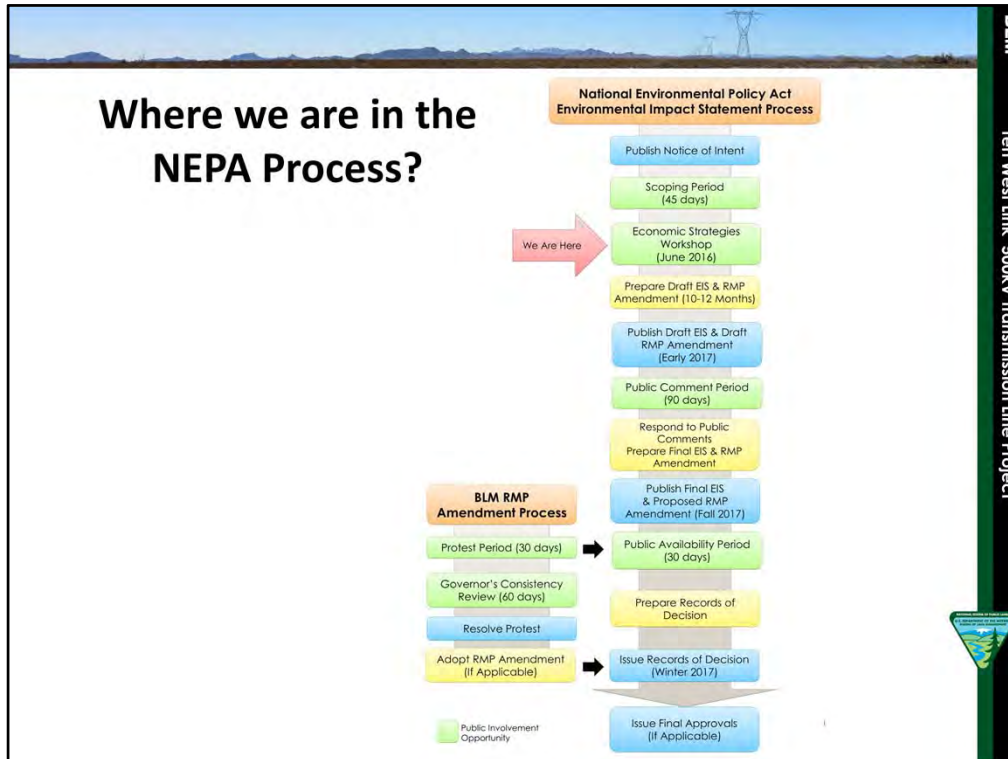 Where we are in the
NEPA Process?
National Environmental Policy Act
Environmental Impact Statement Process
Publish Notice of Intent
Scoping Period
(45 days)
We Are Here
Economic Strategies
Workshop
(June 2016)
Prepare Draft EIS & RMP
Amendment (10-12 Months)
Publish Draft EIS & Draft
RMP Amendment
(Early 2017)
Public Comment Period
(90 days)
Respond to Public
Comments
Prepare Final EIS & RMP
Amendment
Publish Final EIS
& Proposed RMP
Amendment (Fall 2017)
BLM RMP
Amendment Process
Protest Period (30 days)
Public Availability Period
(30 days)
Governor's Consistency
Review (60 days)
Prepare Records of
Decision
Resolve Protest
Adopt RMP Amendment
(If Applicable)
Issue Records of Decision
(Winter 2017)
Issue Final Approvals
(If Applicable)
Public Involvement
Opportunity
Ten West Link 500kV Transmission Line Project